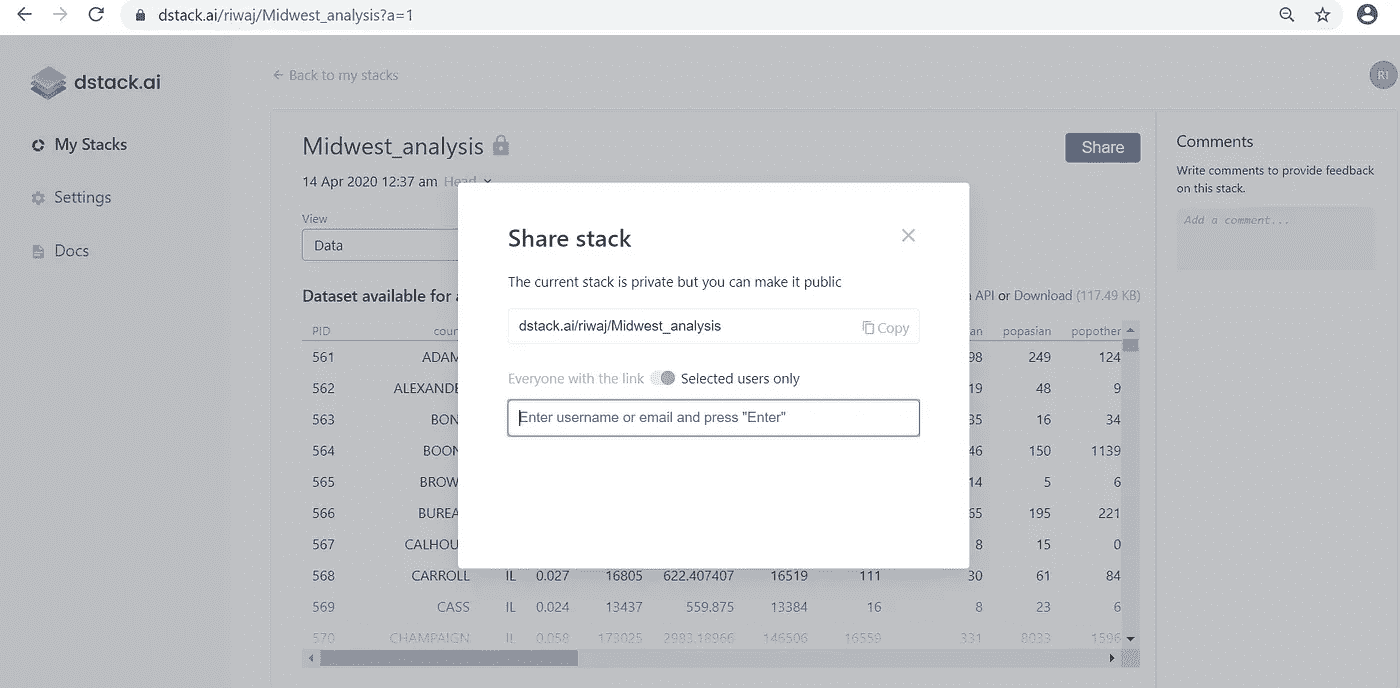 dstack.ai/riwaj/Midwest_analysis?a=1
dstack.ai
Back to my stacks
R1
My Stacks
Settings
Docs
Midwest_analysis
Share
14 Apr 2020 12:37 am Head
View
Data
Dataset available for
API or Download (117.49 KB)
Comments
Write comments to provide feedback
on this stack.
Add a comment...
Share stack
The current stack is private but you can make it public
dstack.ai/riwaj/Midwest_analysis Copy
Everyone with the link Selected users only
Enter username or email and press "Enter"
PID coun an popasian popother
561 ADAM 98 249 124
562 ALEXANDE 19 48 9
563 BON 35 16 34
564 BOON 46 150 1139
565 BROW 14 5 6
566 BUREA 65 195 221
567 CALHOU 8 15 0
568 CARROLL IL 0.027 16805 622.407407 16519 111 30 61 84
569 CASS IL 0.024 13437 559.875 13384 16 8 23 6
570 CHAMPAIGN IL 0.058 173025 2983.18966 146506 16559 331 8033 1596